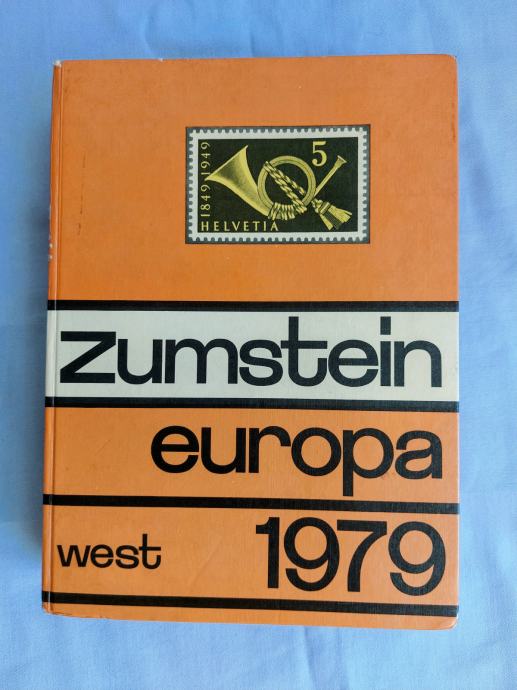 5
1849-1949
HELVETIA
zumstein
europa
west 1979